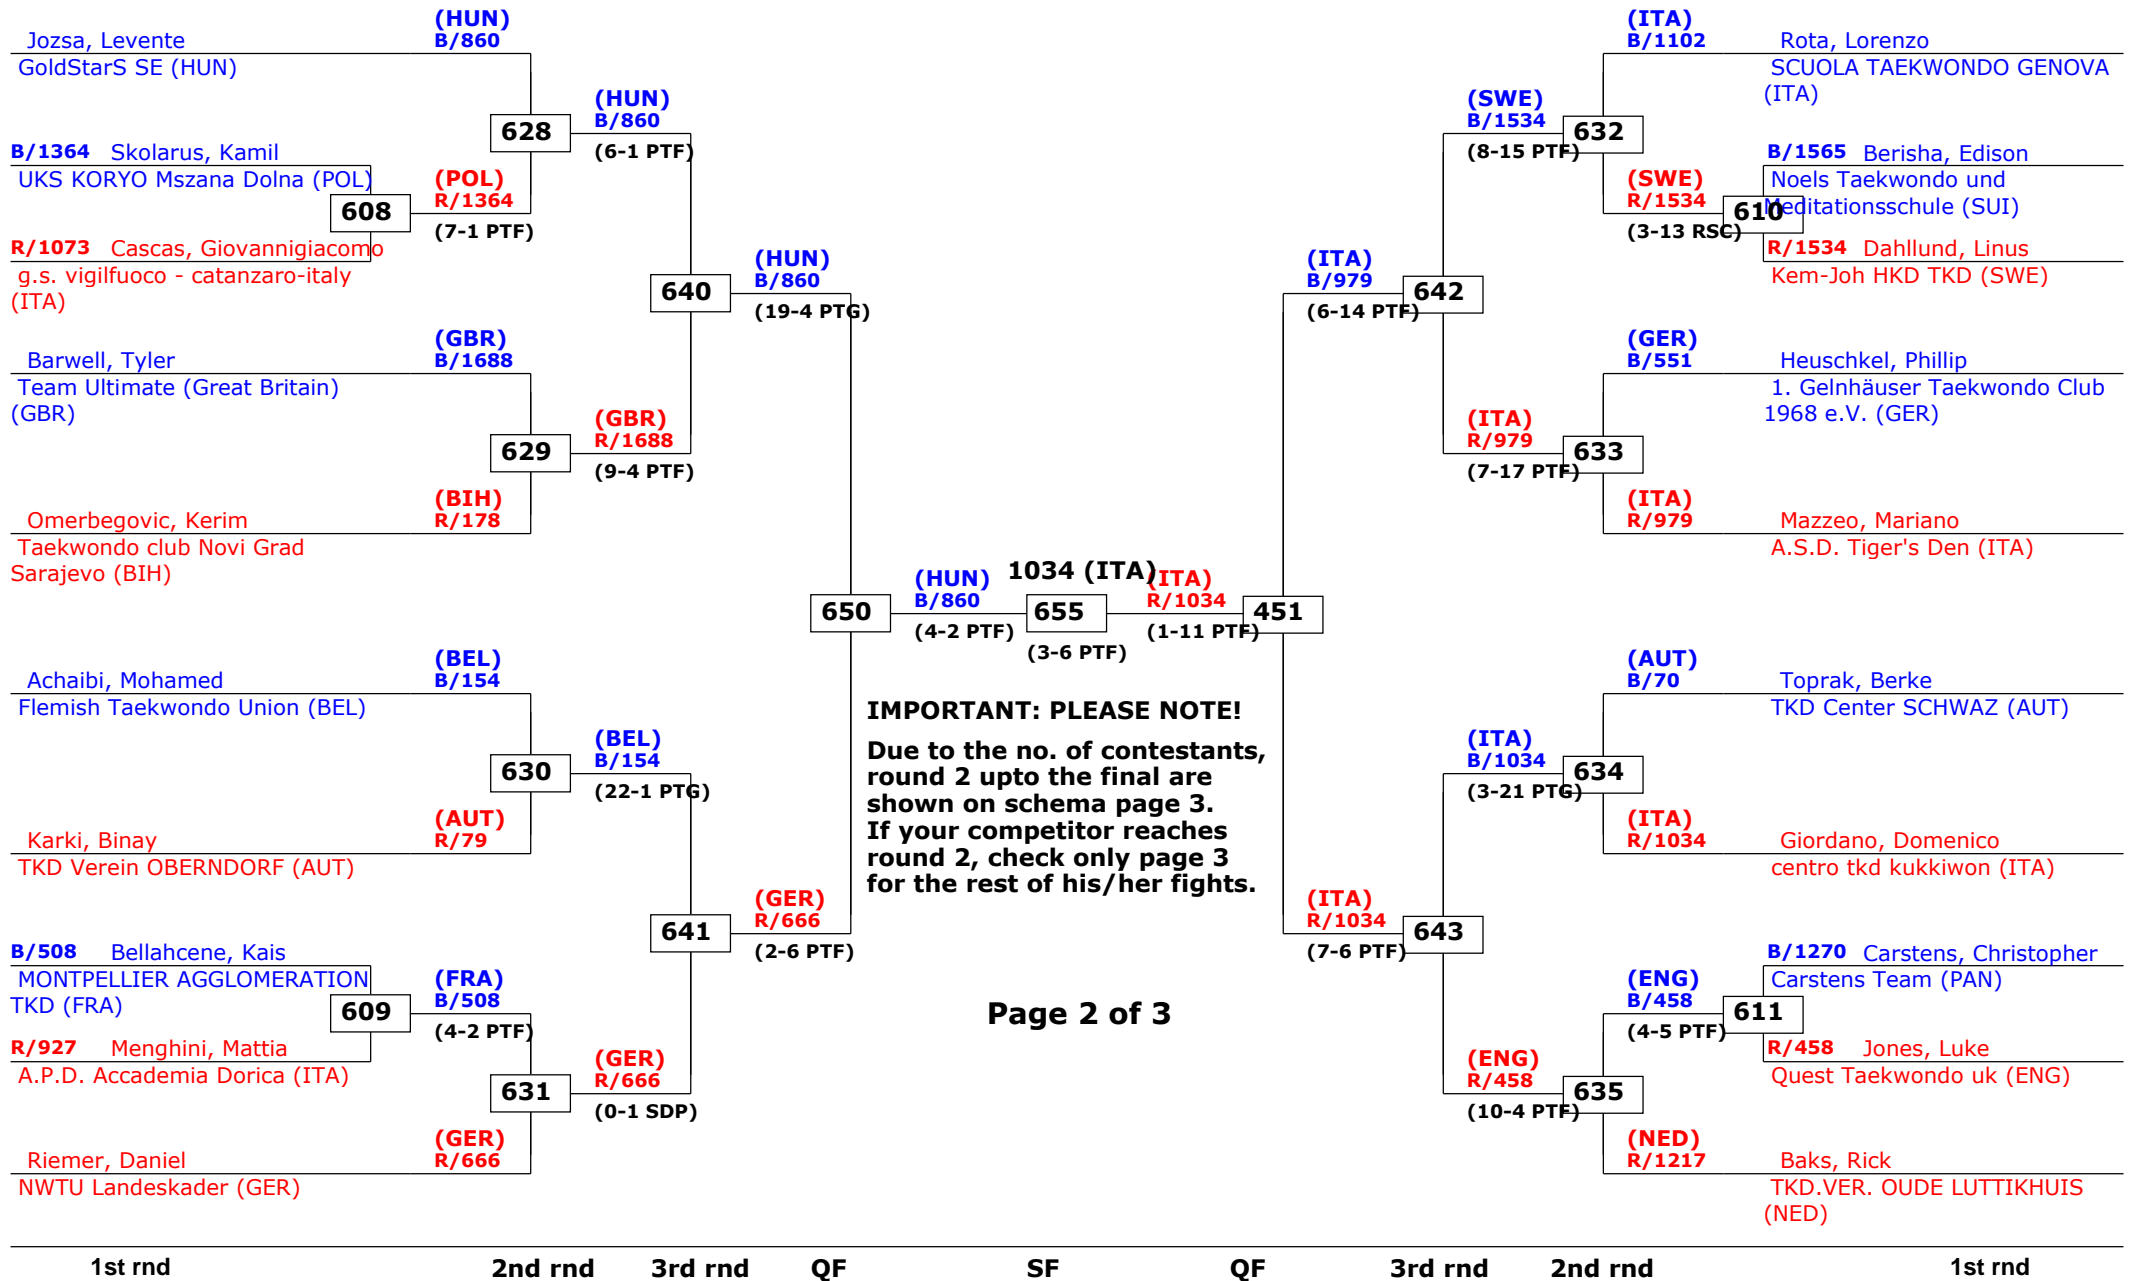 (HUN)
B/860
Jozsa, Levente
GoldStarS SE (HUN)
(HUN)
B/860
628
(6-1 PTF)
B/1364 Skolarus, Kamil
UKS KORYO Mszana Dolna (POL)
(POL)
R/1364
608
(7-1 PTF)
R/1073 Cascas, Giovannigiacomo
g.s. vigilfuoco - catanzaro-italy
(ITA)
(HUN)
B/860
640
(19-4 PTG)
(GBR)
B/1688
Barwell, Tyler
Team Ultimate (Great Britain)
(GBR)
(GBR)
R/1688
629
(9-4 PTF)
(BIH)
R/178
Omerbegovic, Kerim
Taekwondo club Novi Grad
Sarajevo (BIH)
(HUN)
B/860
650
(4-2 PTF)
(BEL)
B/154
Achaibi, Mohamed
Flemish Taekwondo Union (BEL)
(BEL)
B/154
630
(22-1 PTG)
(AUT)
R/79
Karki, Binay
TKD Verein OBERNDORF (AUT)
(GER)
R/666
641
(2-6 PTF)
B/508 Bellahcene, Kais
MONTPELLIER AGGLOMERATION
TKD (FRA)
(FRA)
B/508
609
(4-2 PTF)
R/927 Menghini, Mattia
A.P.D. Accademia Dorica (ITA)
(GER)
R/666
631
(0-1 SDP)
(GER)
R/666
Riemer, Daniel
NWTU Landeskader (GER)
1034 (ITA)
655
(3-6 PTF)
IMPORTANT: PLEASE NOTE!
Due to the no. of contestants,
round 2 upto the final are
shown on schema page 3.
If your competitor reaches
round 2, check only page 3
for the rest of his/her fights.
Page 2 of 3
(ITA)
B/1102
Rota, Lorenzo
SCUOLA TAEKWONDO GENOVA
(ITA)
(SWE)
B/1534
632
(8-15 PTF)
B/1565 Berisha, Edison
Noels Taekwondo und
Meditationsschule (SUI)
(SWE)
R/1534
610
(3-13 RSC)
R/1534 Dahllund, Linus
Kem-Joh HKD TKD (SWE)
(ITA)
B/979
642
(6-14 PTF)
(GER)
B/551
Heuschkel, Phillip
1. Gelnhäuser Taekwondo Club
1968 e.V. (GER)
(ITA)
R/979
633
(7-17 PTF)
(ITA)
R/979
Mazzeo, Mariano
A.S.D. Tiger's Den (ITA)
(ITA)
R/1034
451
(1-11 PTF)
(AUT)
B/70
Toprak, Berke
TKD Center SCHWAZ (AUT)
(ITA)
B/1034
634
(3-21 PTG)
(ITA)
R/1034
Giordano, Domenico
centro tkd kukkiwon (ITA)
(ITA)
R/1034
643
(7-6 PTF)
B/1270 Carstens, Christopher
Carstens Team (PAN)
(ENG)
B/458
611
(4-5 PTF)
R/458 Jones, Luke
Quest Taekwondo uk (ENG)
(ENG)
R/458
635
(10-4 PTF)
(NED)
R/1217
Baks, Rick
TKD.VER. OUDE LUTTIKHUIS
(NED)
1st rnd 2nd rnd 3rd rnd QF SF QF 3rd rnd 2nd rnd 1st rnd